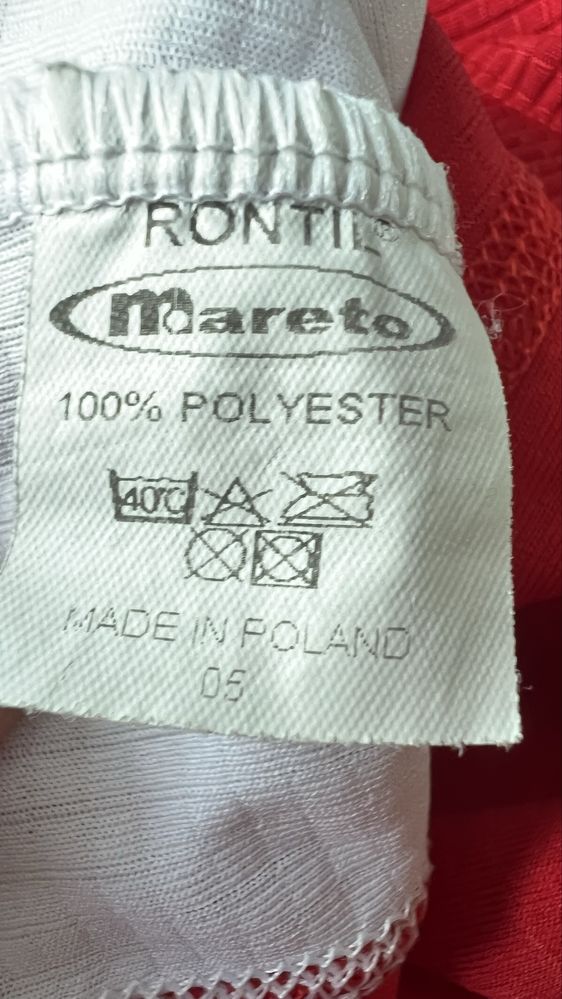 RONTIL®
mareto
100% POLYESTER
40°C
MADE IN POLAND
05